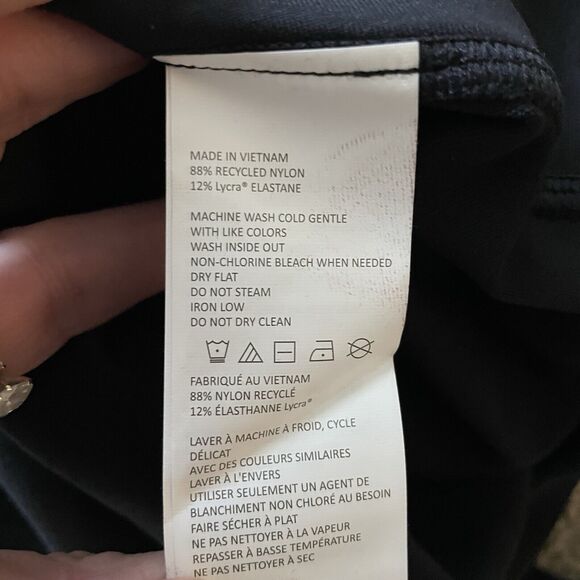 MADE IN VIETNAM
88% RECYCLED NYLON
12% Lycra® ELASTANE
MACHINE WASH COLD GENTLE
WITH LIKE COLORS
WASH INSIDE OUT
NON-CHLORINE BLEACH WHEN NEEDED
DRY FLAT
DO NOT STEAM
IRON LOW
DO NOT DRY CLEAN
FABRIQUÉ AU VIETNAM
88% NYLON RECYCLÉ
12% ÉLASTHANNE Lycra®
LAVER À MACHINE À FROID, CYCLE
DÉLICAT
AVEC DES COULEURS SIMILAIRES
LAVER À L'ENVERS
UTILISER SEULEMENT UN AGENT DE
BLANCHIMENT NON CHLORÉ AU BESOIN
FAIRE SÉCHER À PLAT
NE PAS NETTOYER À LA VAPEUR
REPASSER À BASSE TEMPÉRATURE
NE PAS NETTOYER À SEC